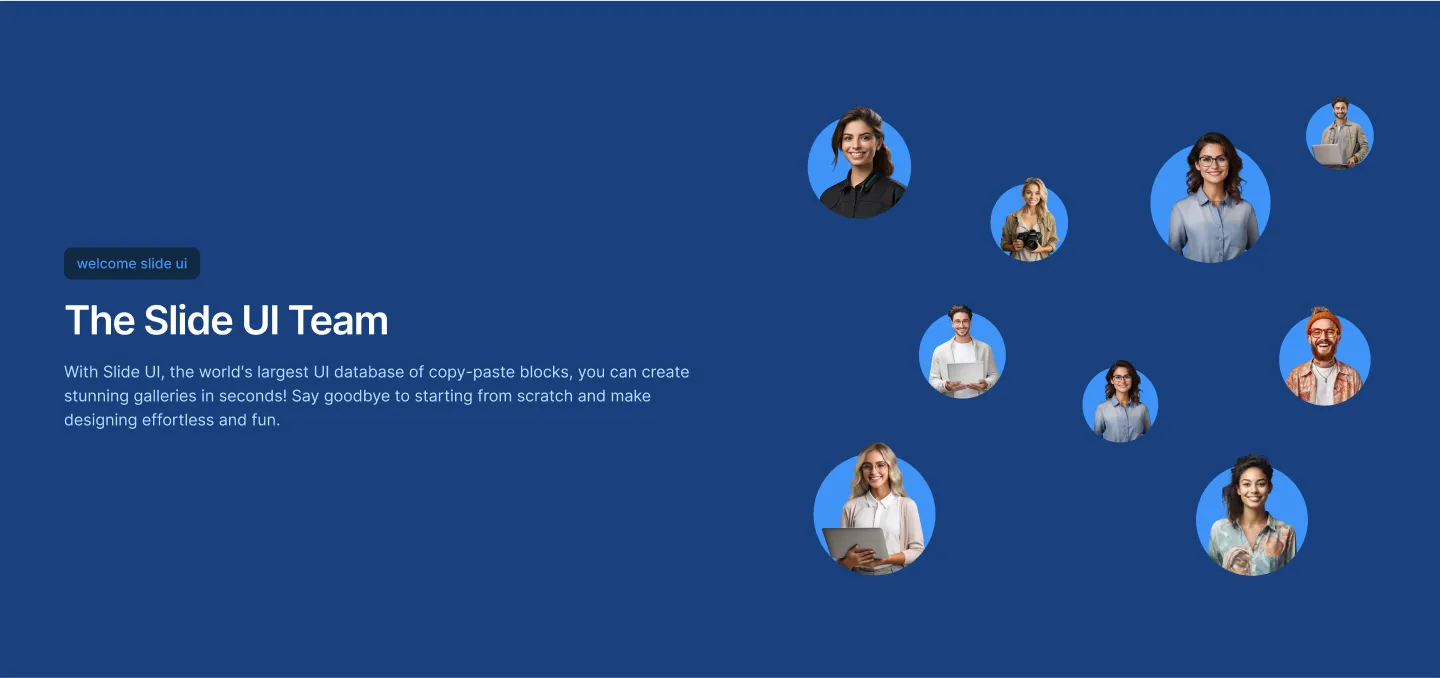 welcome slide ui
The Slide UI Team
With Slide UI, the world's largest UI database of copy-paste blocks, you can create
stunning galleries in seconds! Say goodbye to starting from scratch and make
designing effortless and fun.